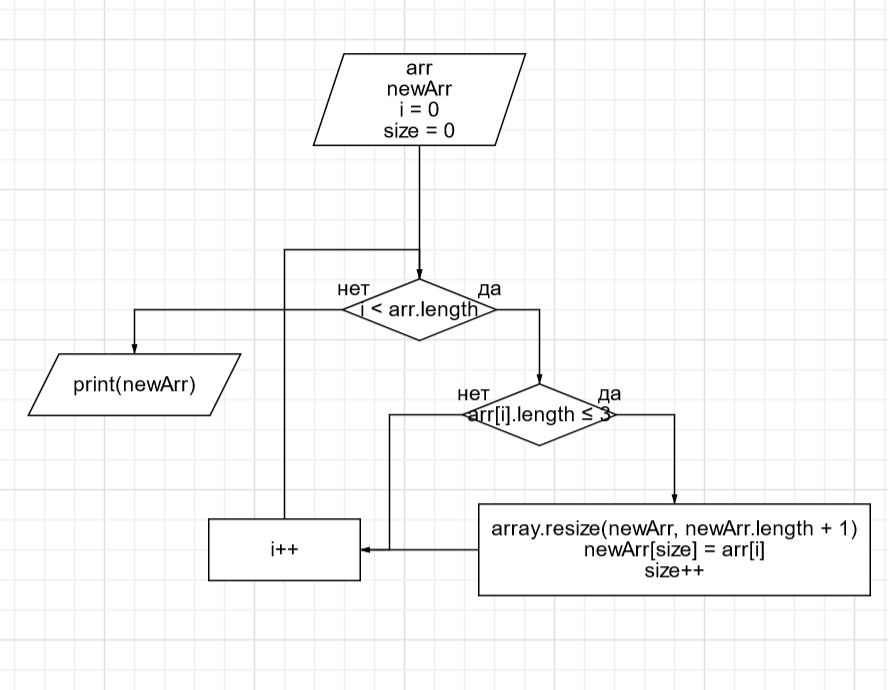 arr
newArr
i = 0
size = 0
нет
да
i < arr.length
print(newArr)
нет
да
arr[i].length ≤ 3
array.resize(newArr, newArr.length + 1)
newArr[size] = arr[i]
size++
i++